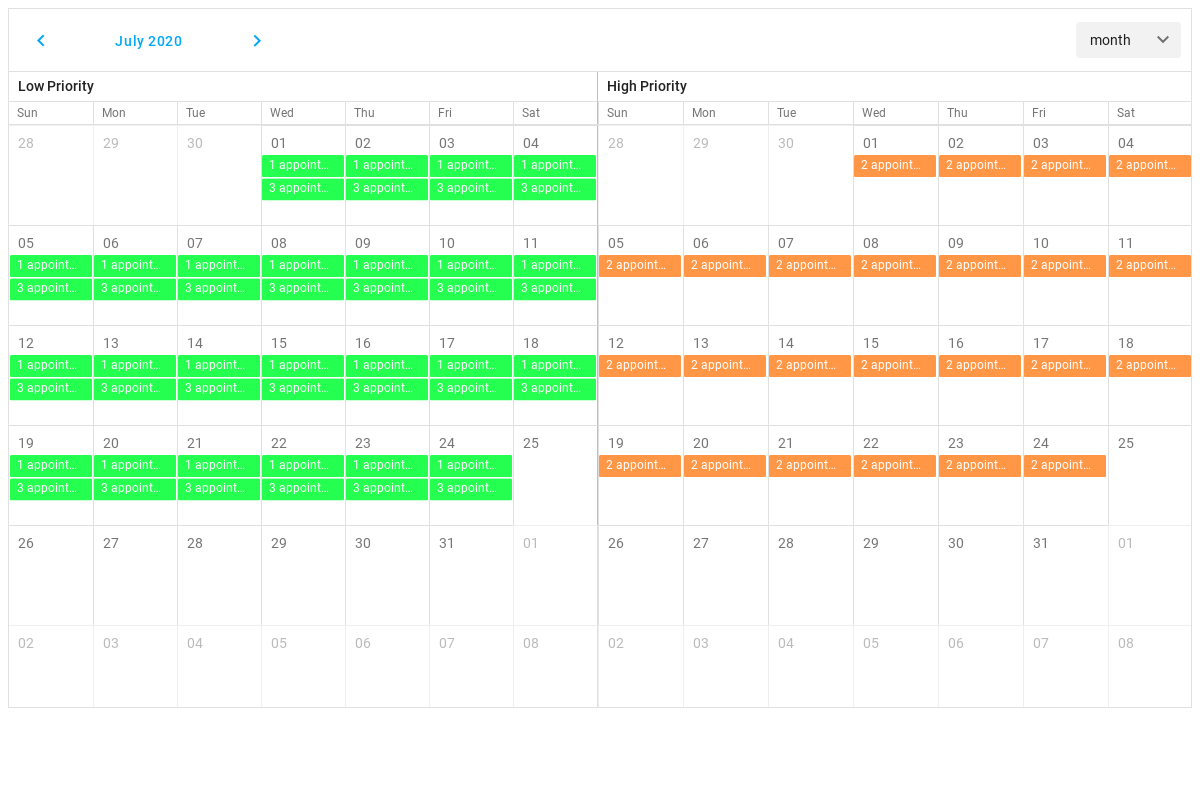 July 2020 month
Low Priority High Priority
Sun Mon Tue Wed Thu Fri Sat Sun Mon Tue Wed Thu Fri Sat
28 29 30 01 02 03 04 28 29 30 01 02 03 04
1 appoint... 1 appoint... 1 appoint... 1 appoint... 2 appoint... 2 appoint... 2 appoint... 2 appoint...
3 appoint... 3 appoint... 3 appoint... 3 appoint...
05 06 07 08 09 10 11 05 06 07 08 09 10 11
1 appoint... 1 appoint... 1 appoint... 1 appoint... 1 appoint... 1 appoint... 1 appoint... 2 appoint... 2 appoint... 2 appoint... 2 appoint... 2 appoint... 2 appoint... 2 appoint...
3 appoint... 3 appoint... 3 appoint... 3 appoint... 3 appoint... 3 appoint... 3 appoint...
12 13 14 15 16 17 18 12 13 14 15 16 17 18
1 appoint... 1 appoint... 1 appoint... 1 appoint... 1 appoint... 1 appoint... 1 appoint... 2 appoint... 2 appoint... 2 appoint... 2 appoint... 2 appoint... 2 appoint... 2 appoint...
3 appoint... 3 appoint... 3 appoint... 3 appoint... 3 appoint... 3 appoint... 3 appoint...
19 20 21 22 23 24 25 19 20 21 22 23 24 25
1 appoint... 1 appoint... 1 appoint... 1 appoint... 1 appoint... 1 appoint... 2 appoint... 2 appoint... 2 appoint... 2 appoint... 2 appoint... 2 appoint...
3 appoint... 3 appoint... 3 appoint... 3 appoint... 3 appoint... 3 appoint...
26 27 28 29 30 31 01 26 27 28 29 30 31 01
02 03 04 05 06 07 08 02 03 04 05 06 07 08